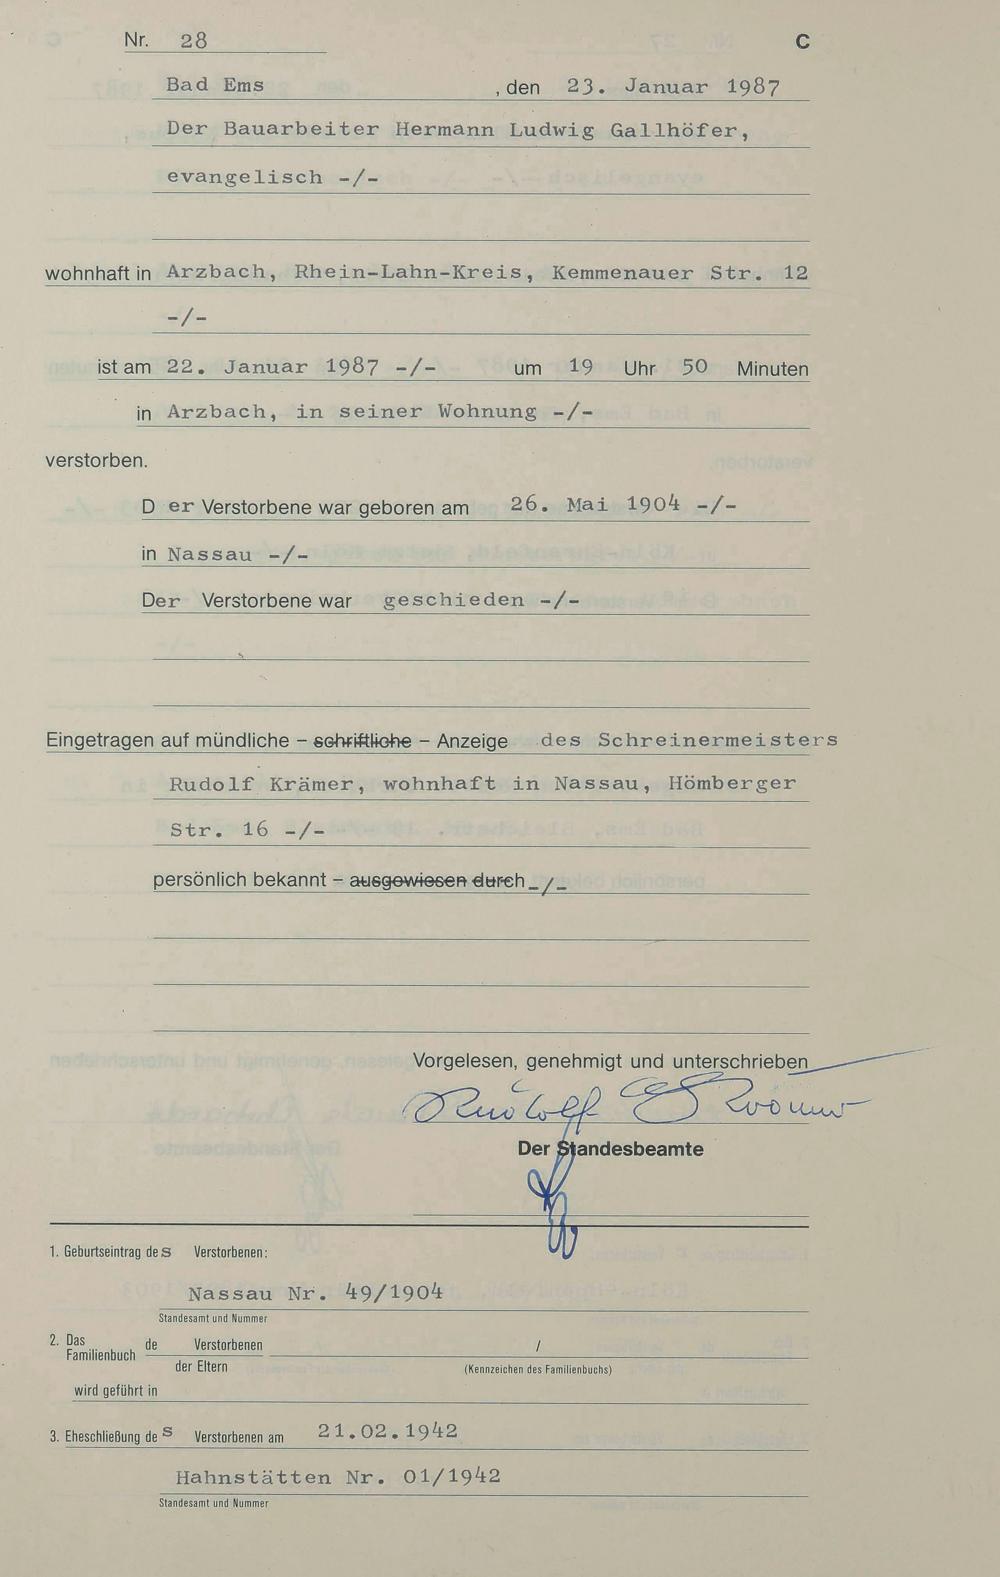 Nr. 28 C
Bad Ems , den 23. Januar 1987
Der Bauarbeiter Hermann Ludwig Gallhöfer,
evangelisch -/-
wohnhaft in Arzbach, Rhein-Lahn-Kreis, Kemmenauer Str. 12
-/-
ist am 22. Januar 1987 -/- um 19 Uhr 50 Minuten
in Arzbach, in seiner Wohnung -/-
verstorben.
D er Verstorbene war geboren am 26. Mai 1904 -/-
in Nassau -/-
Der Verstorbene war geschieden -/-
Eingetragen auf mündliche – schriftliche – Anzeige des Schreinermeisters
Rudolf Krämer, wohnhaft in Nassau, Hömberger
Str. 16 -/-
persönlich bekannt – ausgewiesen durch -/-
Vorgelesen, genehmigt und unterschrieben
Rudolf Krämer
Der Standesbeamte
1. Geburtseintrag des Verstorbenen:
Nassau Nr. 49/1904
Standesamt und Nummer
2. Das Familienbuch de Verstorbenen /
der Eltern (Kennzeichen des Familienbuchs)
wird geführt in
3. Eheschließung des Verstorbenen am 21.02.1942
Hahnstätten Nr. 01/1942
Standesamt und Nummer